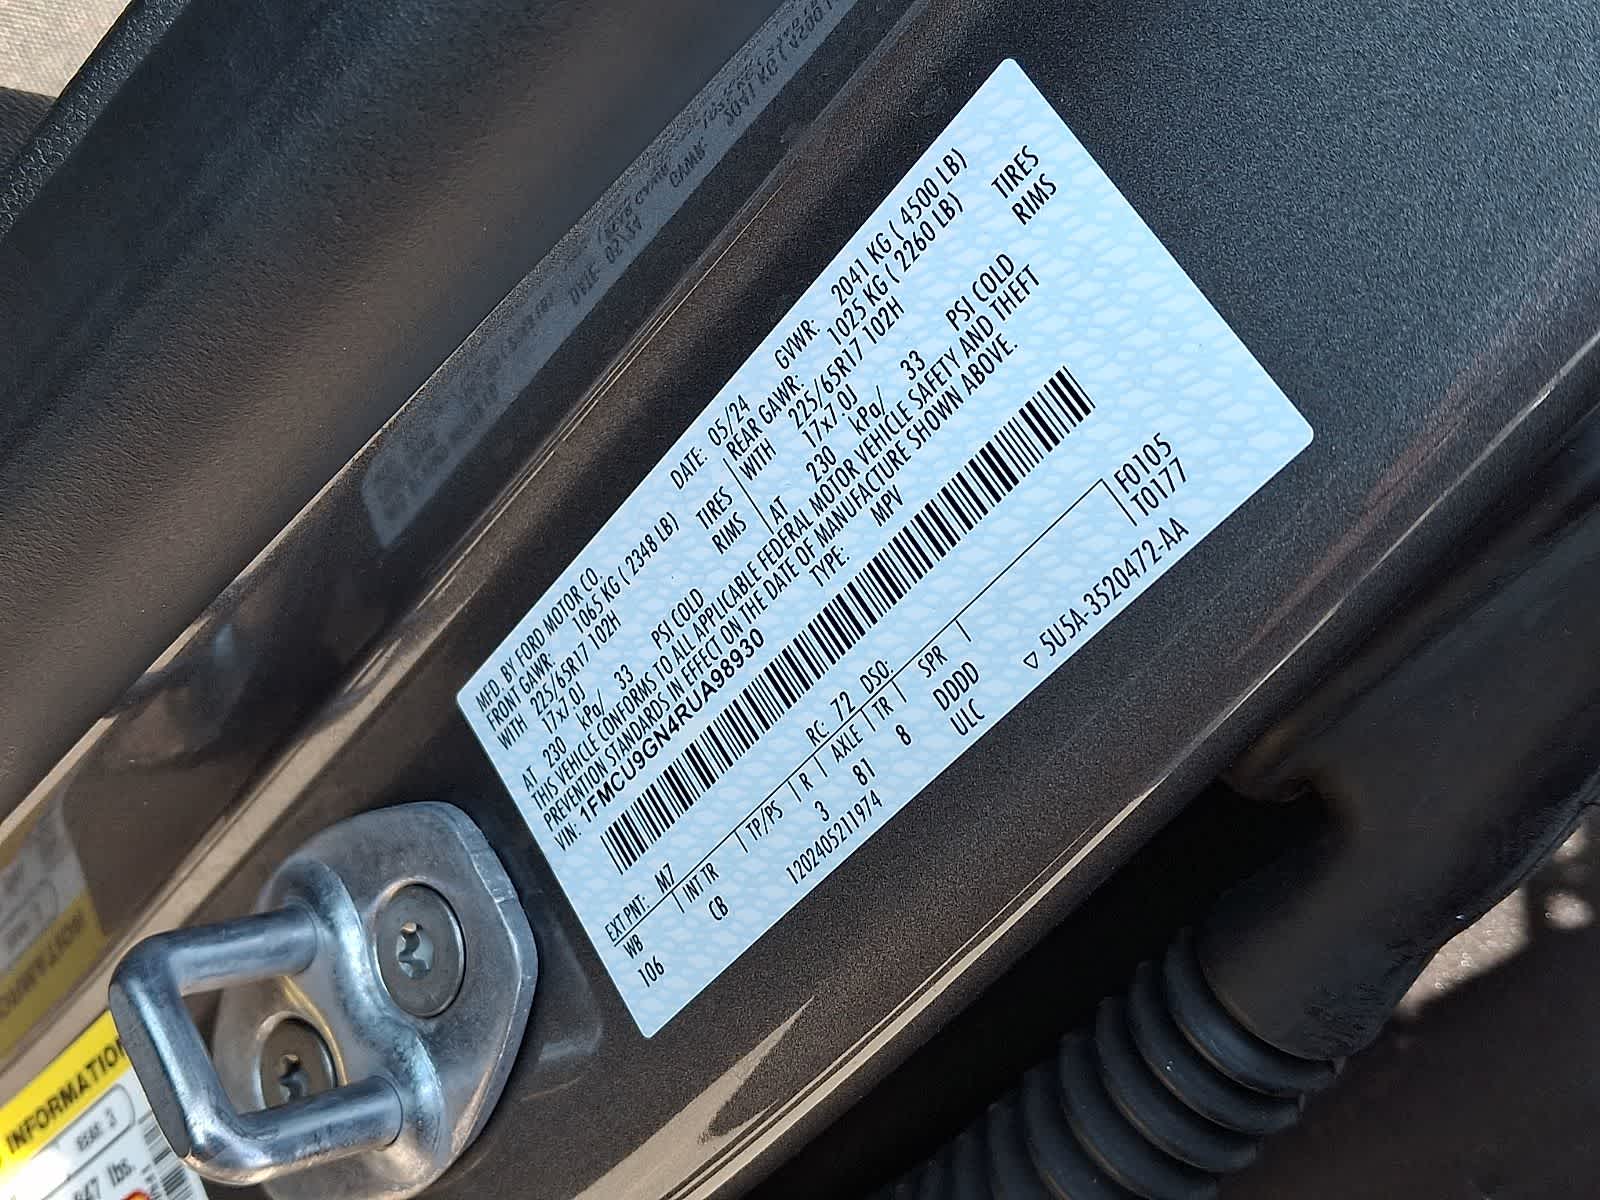 MFD. BY FORD MOTOR CO. DATE: 05/24 GVWR: 2041 KG ( 4500 LB)
FRONT GAWR: 1065 KG ( 2348 LB) REAR GAWR: 1025 KG ( 2260 LB)
WITH 225/65R17 102H TIRES WITH 225/65R17 102H TIRES
17x7.0J RIMS 17x7.0J RIMS
AT 230 kPa/ 33 PSI COLD AT 230 kPa/ 33 PSI COLD
THIS VEHICLE CONFORMS TO ALL APPLICABLE FEDERAL MOTOR VEHICLE SAFETY AND THEFT
PREVENTION STANDARDS IN EFFECT ON THE DATE OF MANUFACTURE SHOWN ABOVE.
VIN: 1FMCU9GN4RUA98930 TYPE: MPV
F0105
T0177
EXT PNT: M7 RC: 72 DSO:
WB INT TR TP/PS R AXLE TR SPR
106 CB 3 81 8 DDDD
1202405211974 ULC
▽ 5U5A-3520472-AA
INFORMATION
lbs.